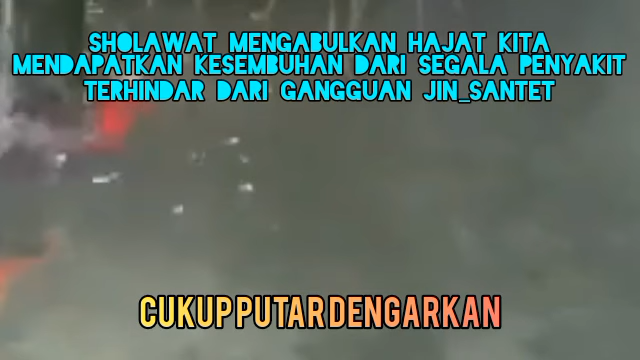 SHOLAWAT MENGABULKAN HAJAT KITA
MENDAPATKAN KESEMBUHAN DARI SEGALA PENYAKIT
TERHINDAR DARI GANGGUAN JIN_SANTET
CUKUP PUTAR DENGARKAN